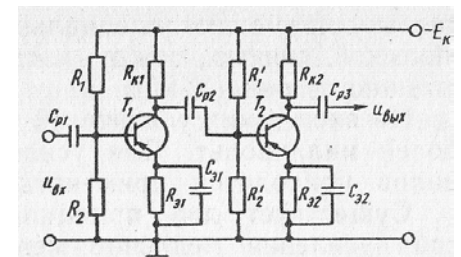 -Eк
R1
Rк1
R1'
Rк2
Cр1
T1
Cр2
T2
Cр3
uвых
uвх
R2
Rэ1
Cэ1
R2'
Rэ2
Cэ2